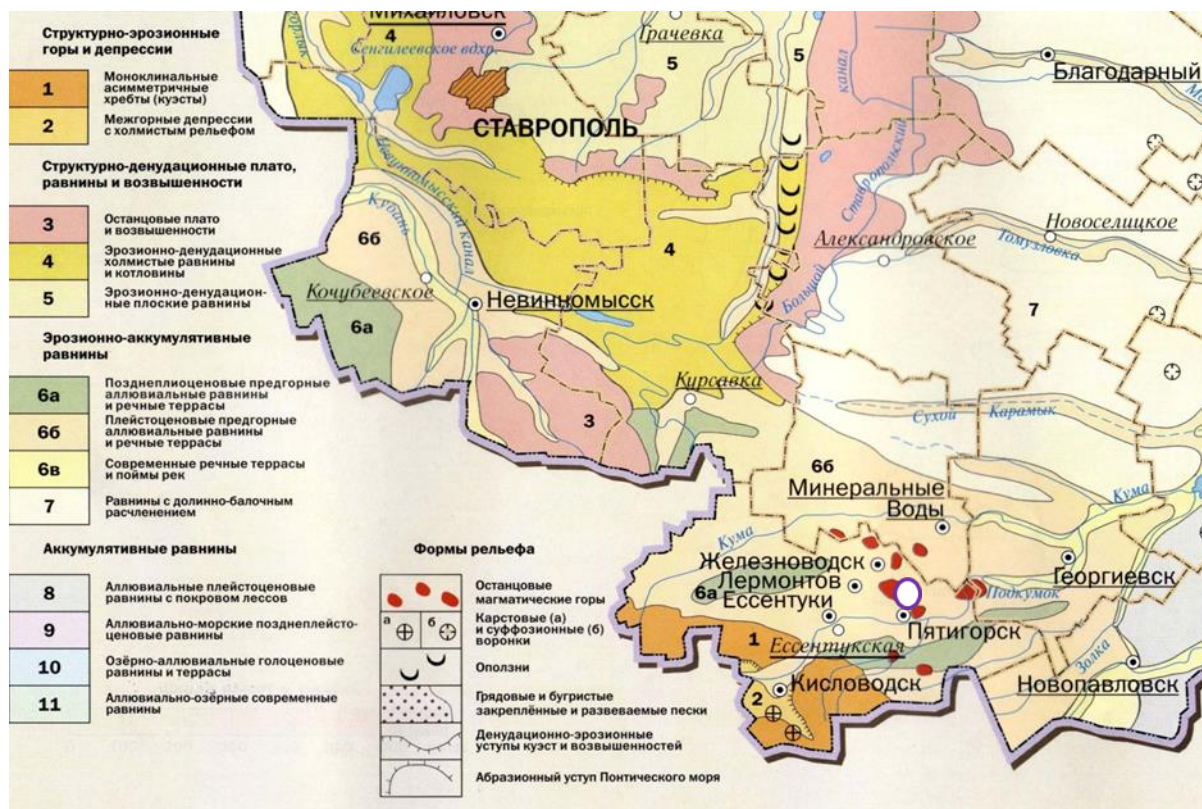 Структурно-эрозионные
горы и депрессии
1
Моноклинальные
асимметричные
хребты (куэсты)
2
Межгорные депрессии
с холмистым рельефом
Структурно-денудационные плато,
равнины и возвышенности
3
Останцовые плато
и возвышенности
4
Эрозионно-денудационные
холмистые равнины
и котловины
5
Эрозионно-денудацион-
ные плоские равнины
Эрозионно-аккумулятивные
равнины
6а
Позднеплиоценовые предгорные
аллювиальные равнины
и речные террасы
6б
Плейстоценовые предгорные
аллювиальные равнины
и речные террасы
6в
Современные речные террасы
и поймы рек
7
Равнины с долинно-балочным
расчленением
Аккумулятивные равнины
8
Аллювиальные плейстоценовые
равнины с покровом лессов
9
Аллювиально-морские позднеплейсто-
ценовые равнины
10
Озёрно-аллювиальные голоценовые
равнины и террасы
11
Аллювиально-озёрные современные
равнины
Формы рельефа
Останцовые
магматические горы
а
б
Карстовые (а)
и суффозионные (б)
воронки
Оползни
Грядовые и бугристые
закреплённые и развеваемые пески
Денудационно-эрозионные
уступы куэст и возвышенностей
Абразионный уступ Понтического моря
Михайловск
4
Сенгилеевское вдхр.
Грачевка
5
5
канал
Благодарный
СТАВРОПОЛЬ
Невинномысский канал
Кубань
6б
Кочубеевское
Невинномысск
6а
4
Большой
Ставропольский
Александровское
Новоселицкое
Томузловка
7
3
Курсавка
Сухой
Карамык
6б
Минеральные
Воды
Кума
Кума
Железноводск
Лермонтов
6а
Ессентуки
Георгиевск
Подкумок
Пятигорск
1
Ессентукская
2
Кисловодск
Золка
Новопавловск